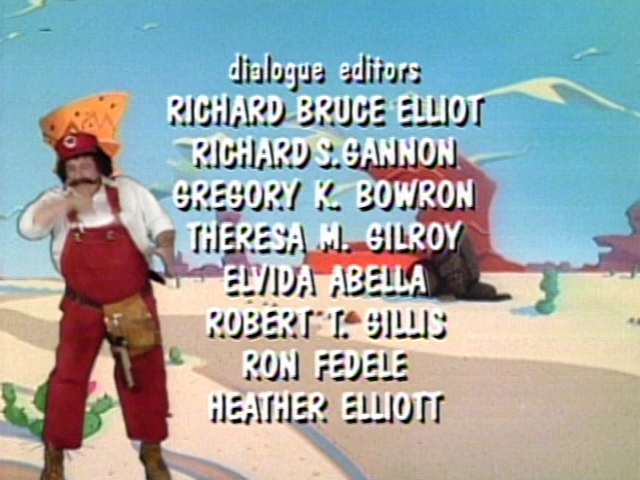 dialogue editors
RICHARD BRUCE ELLIOT
RICHARD S. GANNON
GREGORY K. BOWRON
THERESA M. GILROY
ELVIDA ABELLA
ROBERT T. GILLIS
RON FEDELE
HEATHER ELLIOTT